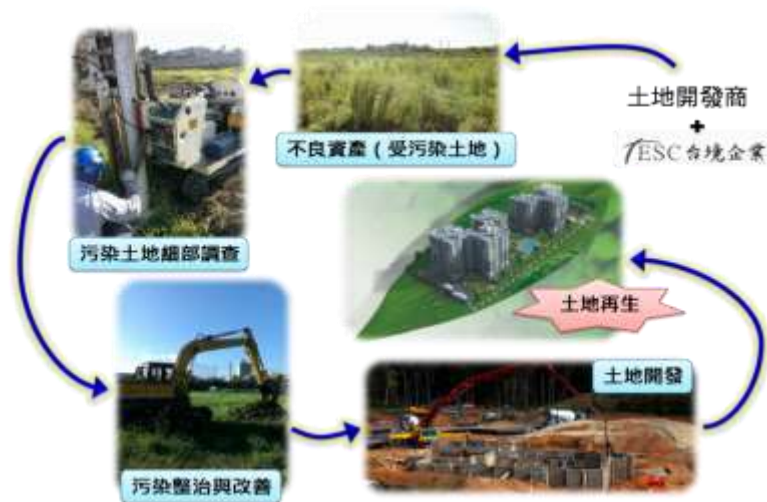 土地開發商
+
TESC 台境企業
不良資產（受污染土地）
污染土地細部調查
污染整治與改善
土地開發
土地再生